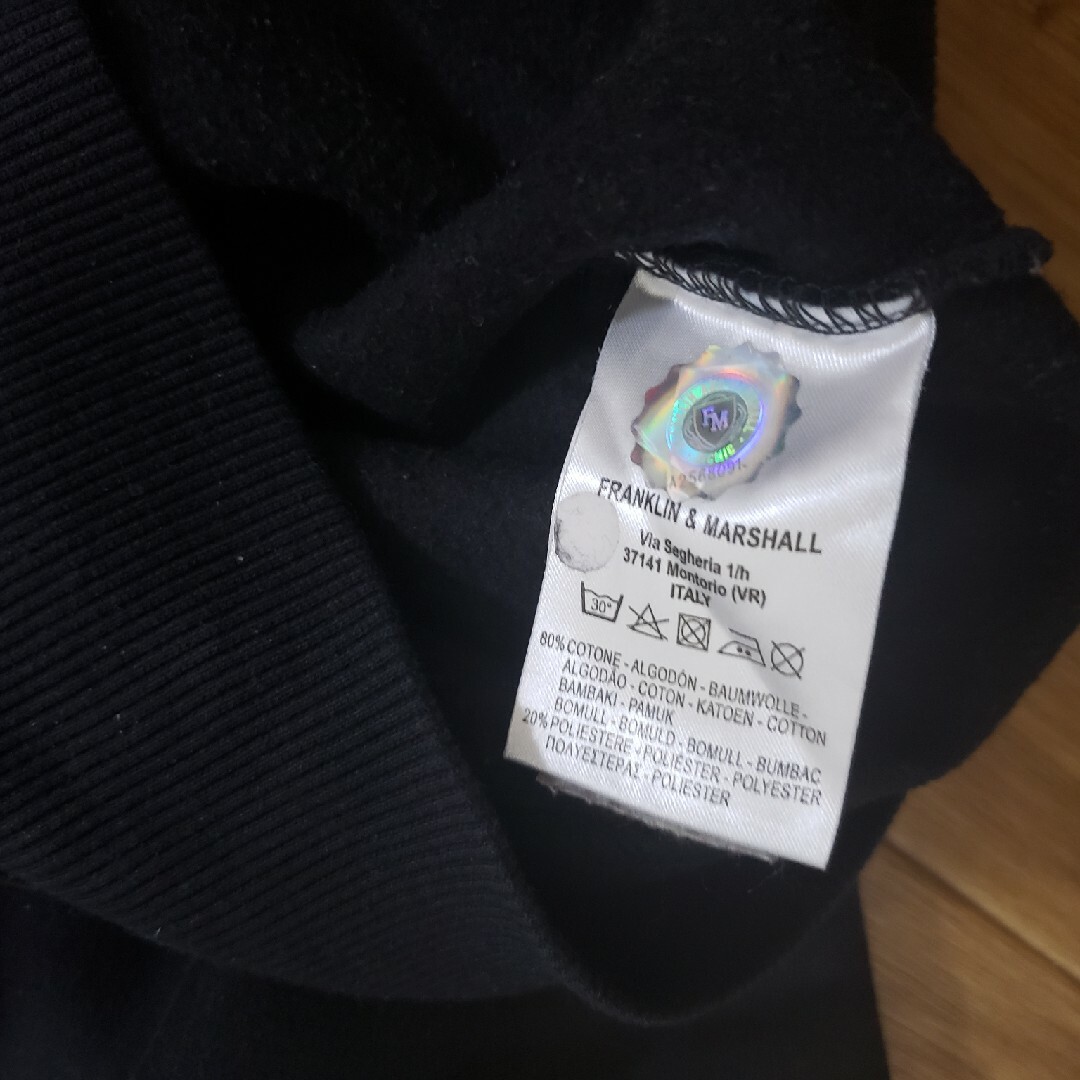 FM
FRANKLIN & MARSHALL
Via Segheria 1/h
37141 Montorio (VR)
ITALY
30°
80% COTONE - ALGODÓN - BAUMWOLLE -
ALGODÃO - COTON - KATOEN - COTTON
BAMBAKI - PAMUK
BOMULL - BOMULD - BOMULL - BUMBAC
20% POLIESTERE - POLIÉSTER - POLYESTER
ΠΟΛΥΕΣΤΕΡΑΣ - POLIESTER